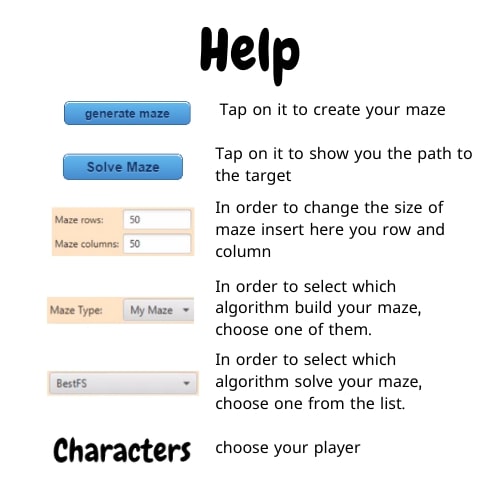 Help
generate maze
Tap on it to create your maze
Solve Maze
Tap on it to show you the path to
the target
Maze rows: 50
Maze columns: 50
In order to change the size of
maze insert here you row and
column
Maze Type: My Maze
In order to select which
algorithm build your maze,
choose one of them.
BestFS
In order to select which
algorithm solve your maze,
choose one from the list.
Characters
choose your player